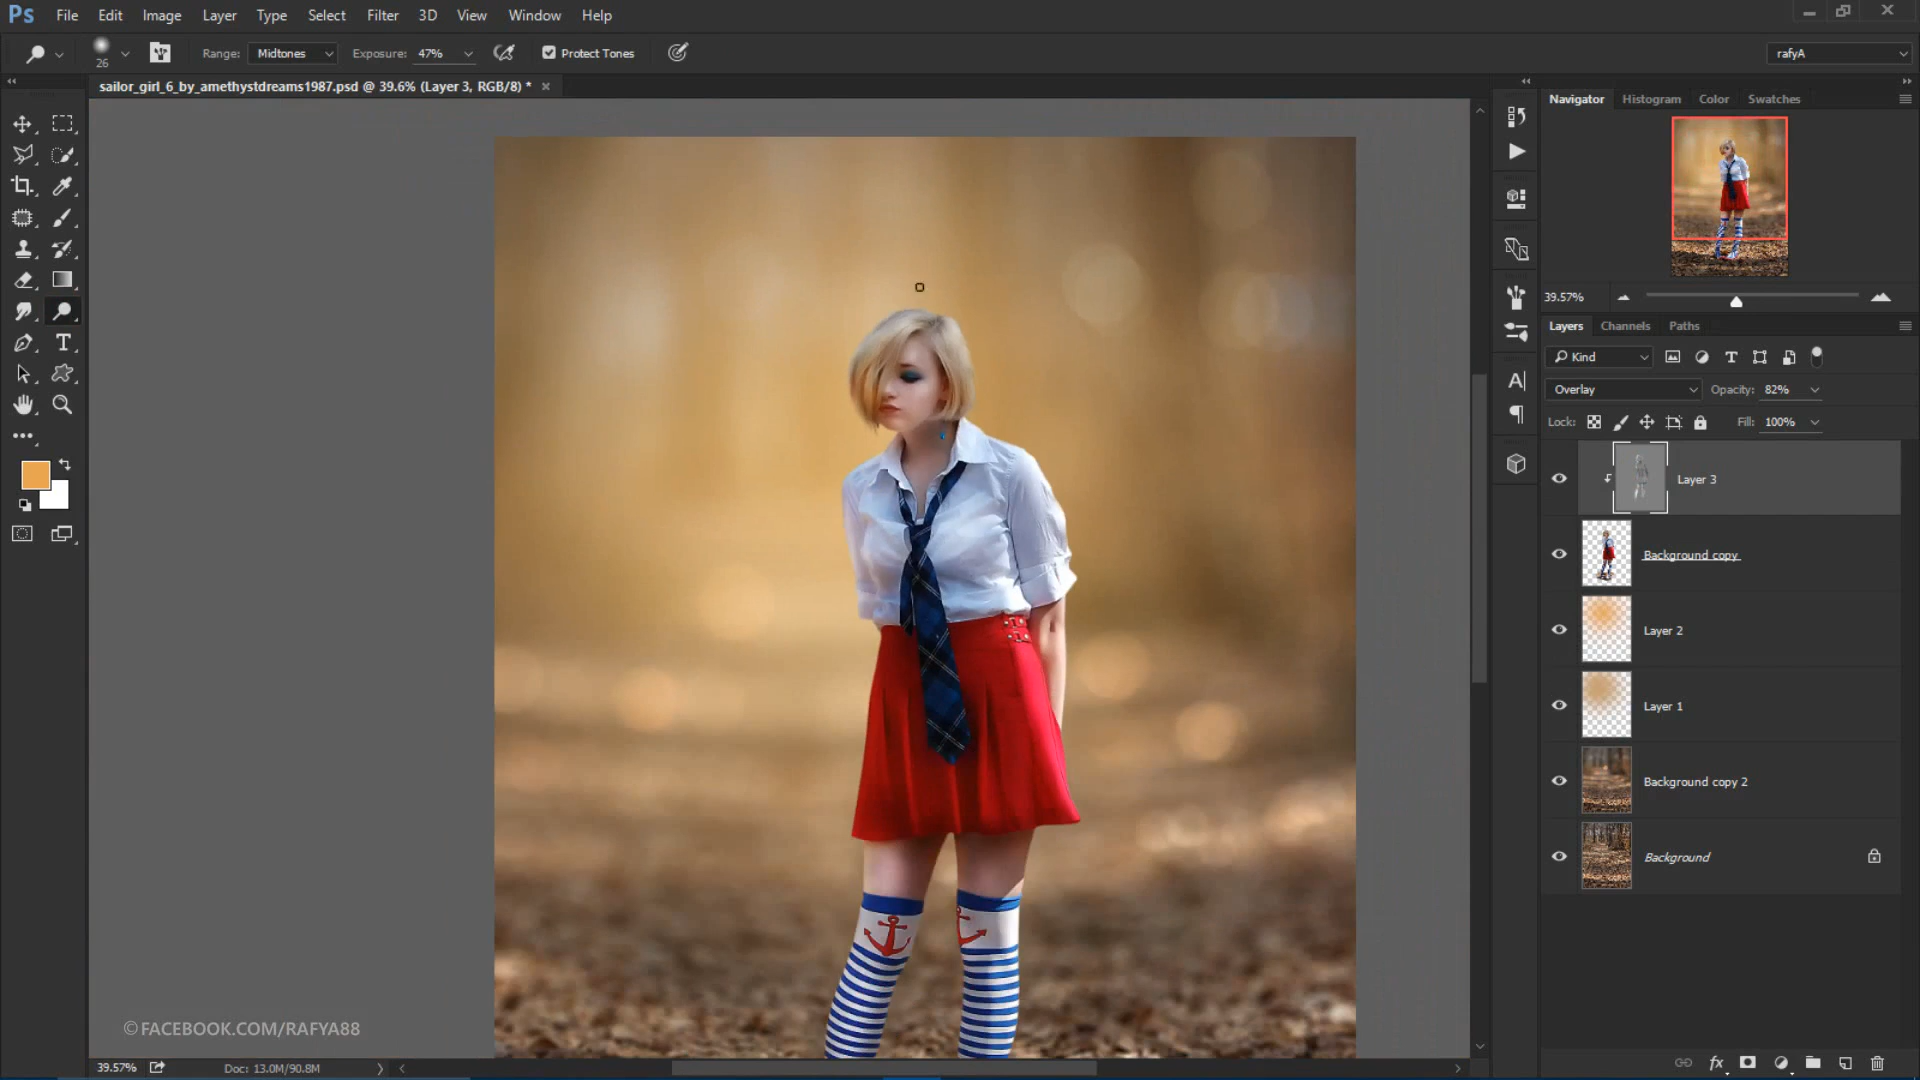 Ps File Edit Image Layer Type Select Filter 3D View Window Help
26 Range: Midtones Exposure: 47% Protect Tones rafyA
sailor_girl_6_by_amethystdreams1987.psd @ 39.6% (Layer 3, RGB/8) *
Navigator Histogram Color Swatches
39.57%
Layers Channels Paths
Kind
Overlay Opacity: 82%
Lock: Fill: 100%
Layer 3
Background copy
Layer 2
Layer 1
Background copy 2
Background
©FACEBOOK.COM/RAFYA88
39.57% Doc: 13.0M/90.8M
fx